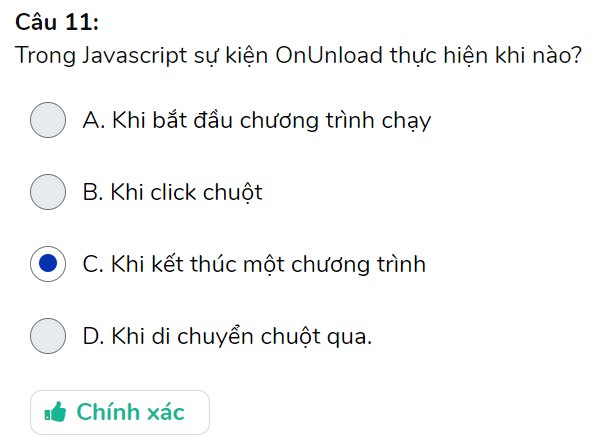 Câu 11:
Trong Javascript sự kiện OnUnload thực hiện khi nào?
A. Khi bắt đầu chương trình chạy
B. Khi click chuột
C. Khi kết thúc một chương trình
D. Khi di chuyển chuột qua.
Chính xác